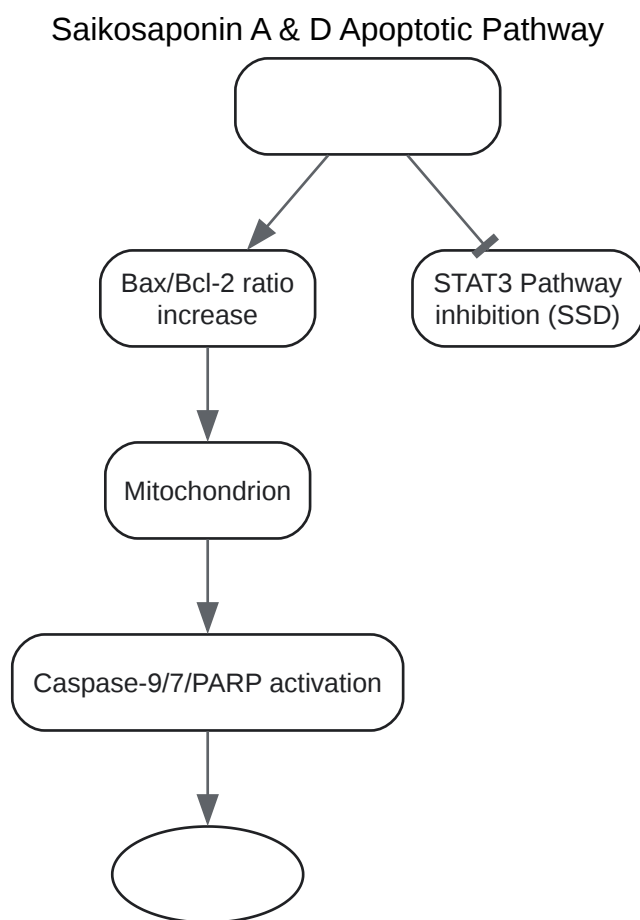 Saikosaponin A & D Apoptotic Pathway
Bax/Bcl-2 ratio
increase
STAT3 Pathway
inhibition (SSD)
Mitochondrion
Caspase-9/7/PARP activation